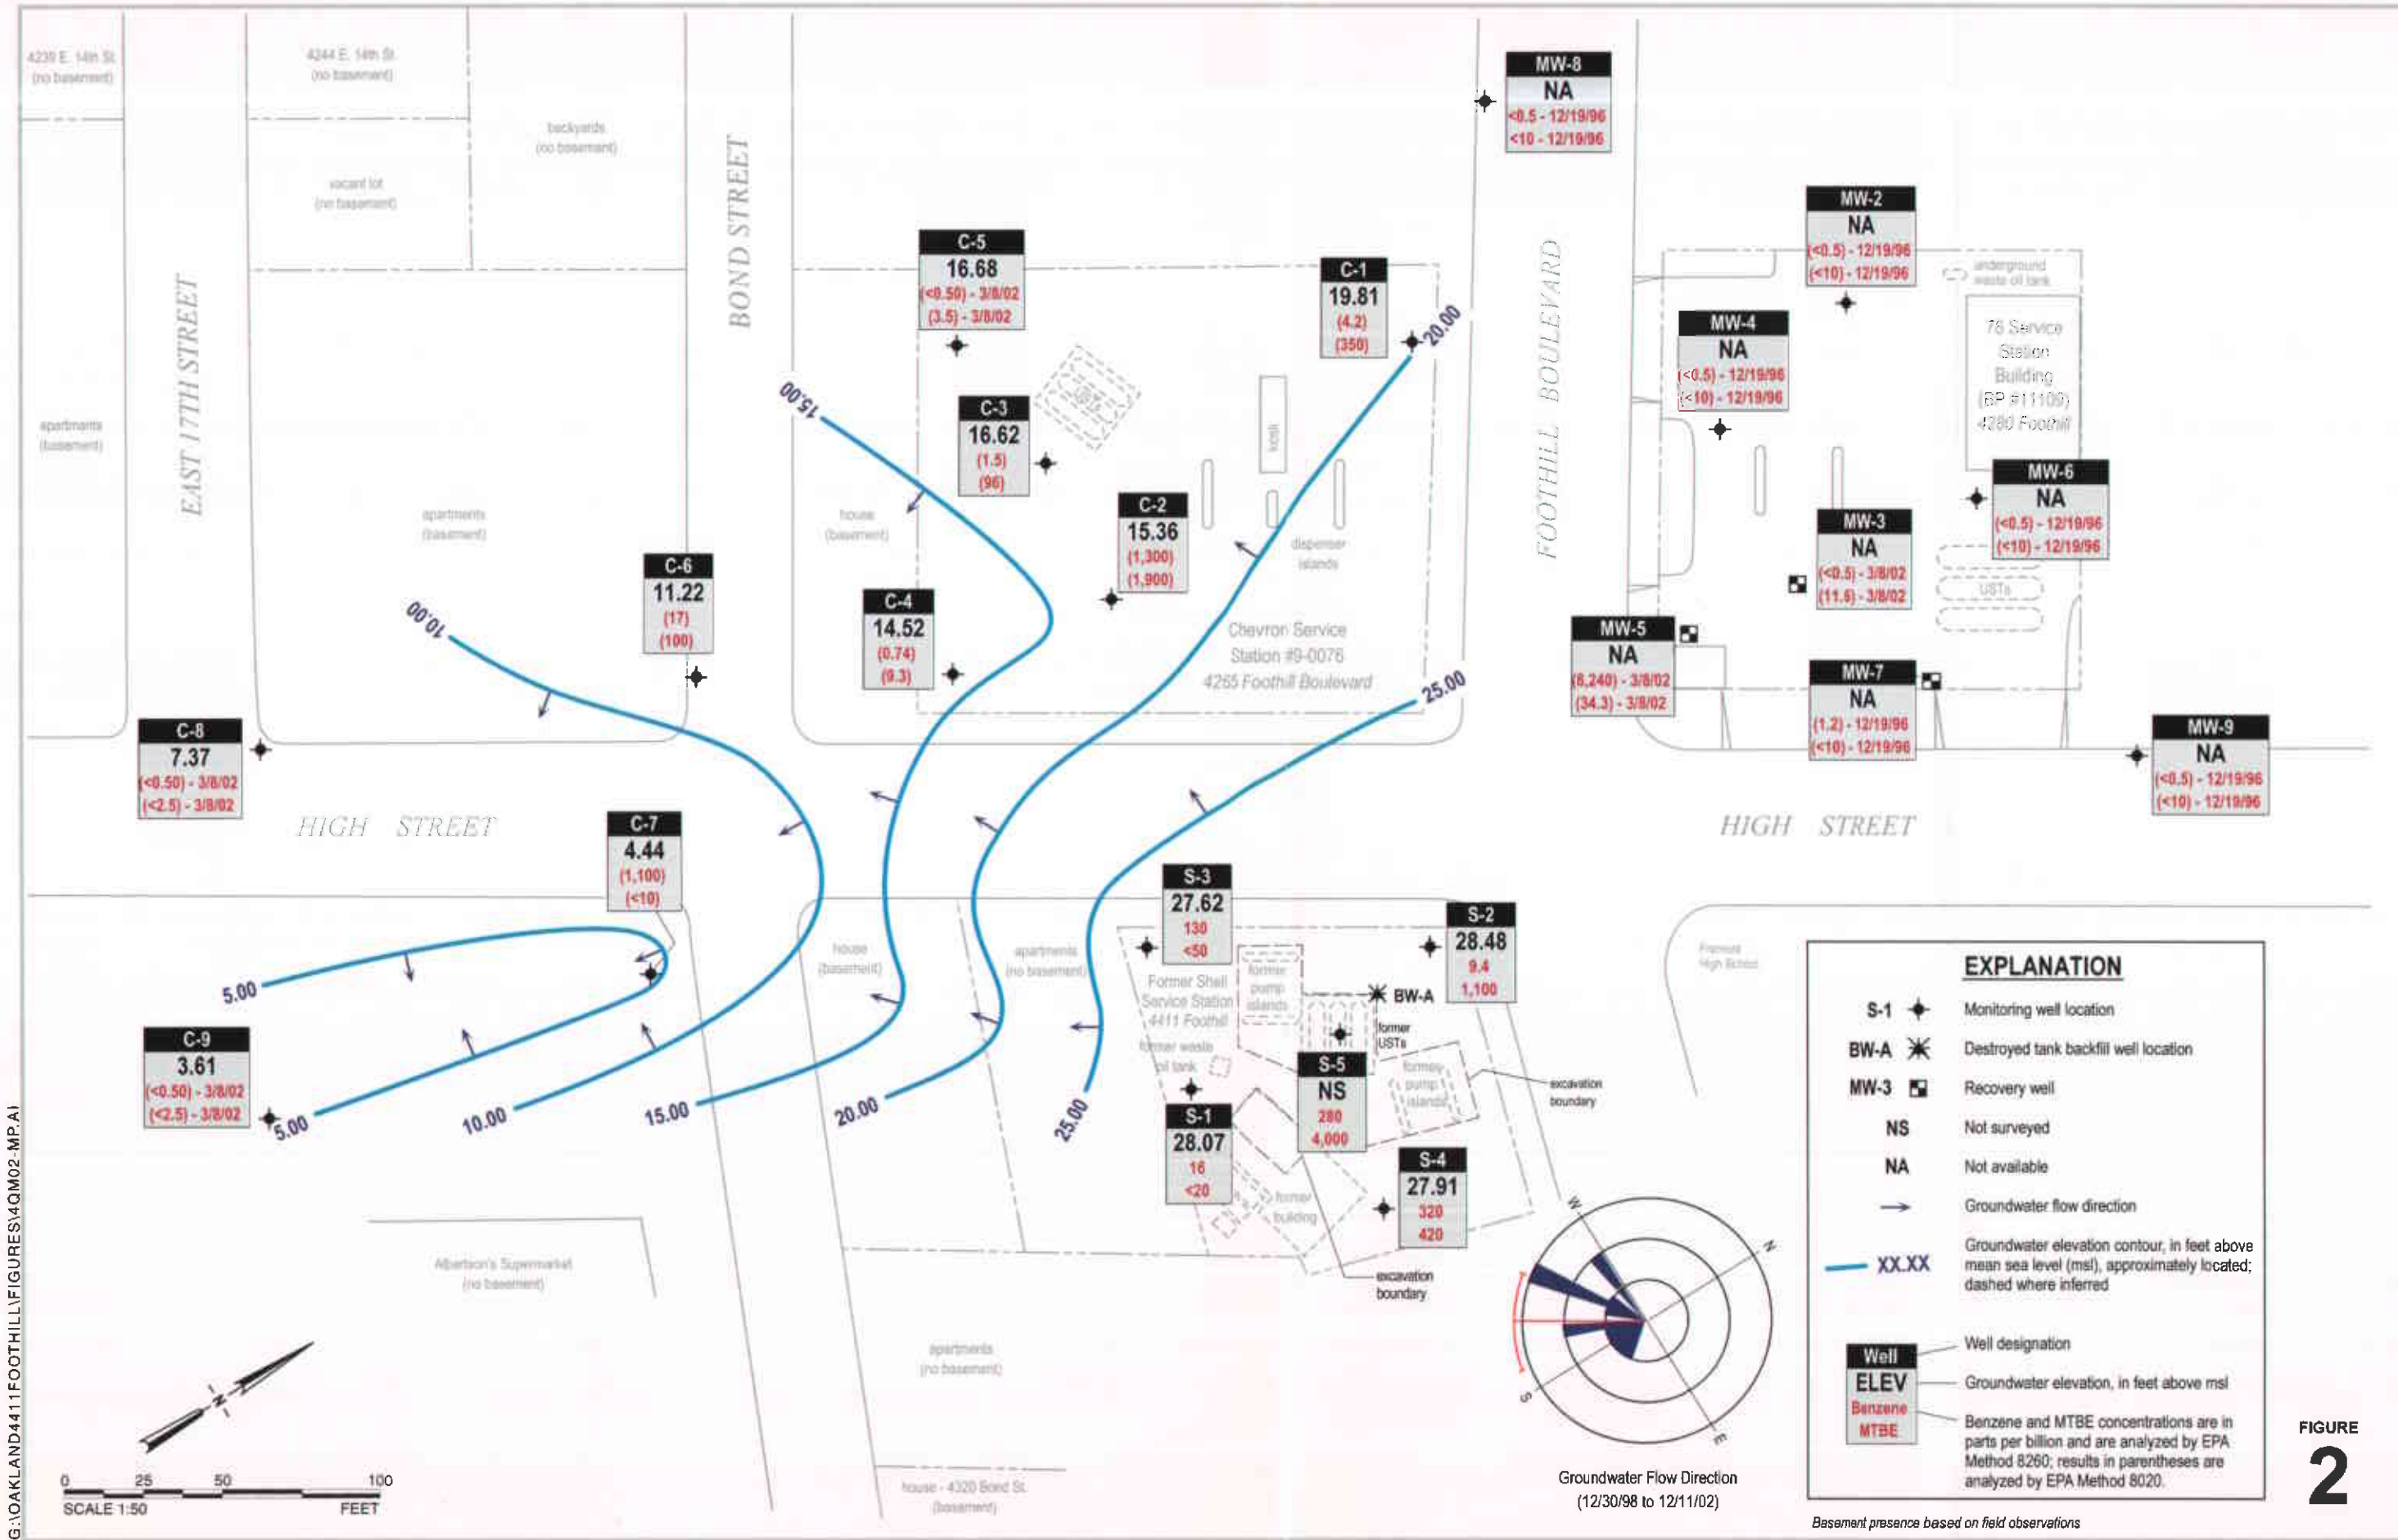 4239 E. 14th St.
(no basement)
4244 E. 14th St.
(no basement)
backyards
(no basement)
vacant lot
(no basement)
EAST 17TH STREET
BOND STREET
FOOTHILL BOULEVARD
apartments
(basement)
apartments
(basement)
house
(basement)
MW-8
NA
<0.5 - 12/19/96
<10 - 12/19/96
MW-2
NA
(<0.5) - 12/19/96
(<10) - 12/19/96
underground
waste oil tank
C-5
16.68
(<0.50) - 3/8/02
(3.5) - 3/8/02
C-1
19.81
(4.2)
(350)
20.00
MW-4
NA
(<0.5) - 12/19/96
(<10) - 12/19/96
76 Service
Station
Building
(BP #11109)
4280 Foothill
15.00
C-3
16.62
(1.5)
(96)
kiosk
C-2
15.36
(1,300)
(1,900)
dispenser
islands
MW-6
NA
(<0.5) - 12/19/96
(<10) - 12/19/96
MW-3
NA
(<0.5) - 3/8/02
(11.6) - 3/8/02
USTs
C-6
11.22
(17)
(100)
10.00
C-4
14.52
(0.74)
(9.3)
Chevron Service
Station #9-0076
4265 Foothill Boulevard
25.00
MW-5
NA
(8,240) - 3/8/02
(34.3) - 3/8/02
MW-7
NA
(1.2) - 12/19/96
(<10) - 12/19/96
MW-9
NA
(<0.5) - 12/19/96
(<10) - 12/19/96
C-8
7.37
(<0.50) - 3/8/02
(<2.5) - 3/8/02
HIGH STREET
HIGH STREET
C-7
4.44
(1,100)
(<10)
S-3
27.62
130
<50
S-2
28.48
9.4
1,100
house
(basement)
apartments
(no basement)
Former Shell
Service Station
4411 Foothill
former
pump
islands
BW-A
former
USTs
former waste
oil tank
Fremont
High School
5.00
C-9
3.61
(<0.50) - 3/8/02
(<2.5) - 3/8/02
5.00
10.00
15.00
20.00
25.00
S-5
NS
280
4,000
former
pump
islands
excavation
boundary
S-1
28.07
16
<20
S-4
27.91
320
420
former
building
excavation
boundary
Albertson's Supermarket
(no basement)
apartments
(no basement)
house - 4320 Bond St.
(basement)
EXPLANATION
S-1 Monitoring well location
BW-A Destroyed tank backfill well location
MW-3 Recovery well
NS Not surveyed
NA Not available
Groundwater flow direction
XX.XX Groundwater elevation contour, in feet above
mean sea level (msl), approximately located;
dashed where inferred
Well
ELEV
Benzene
MTBE
Well designation
Groundwater elevation, in feet above msl
Benzene and MTBE concentrations are in
parts per billion and are analyzed by EPA
Method 8260; results in parentheses are
analyzed by EPA Method 8020.
W
N
S
E
Groundwater Flow Direction
(12/30/98 to 12/11/02)
Basement presence based on field observations
FIGURE
2
N
0 25 50 100
SCALE 1:50 FEET
G:\OAKLAND4411FOOTHILL\FIGURES\4QM02-MP.AI